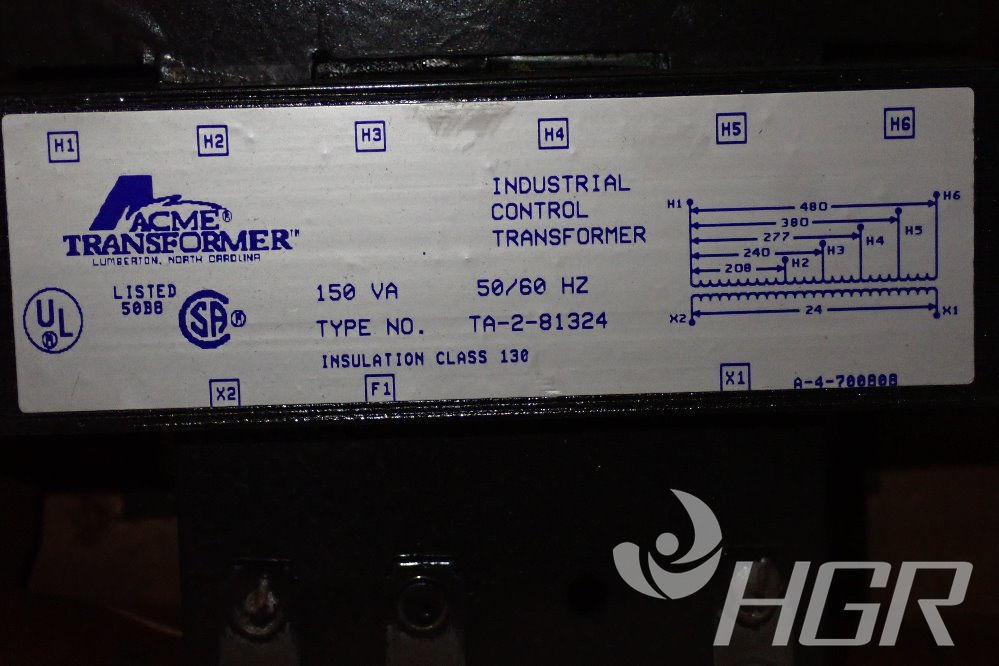 H1 H2 H3 H4 H5 H6
ACME®
TRANSFORMER™
LUMBERTON, NORTH CAROLINA
UL®
LISTED
50B8
SA®
INDUSTRIAL
CONTROL
TRANSFORMER
150 VA 50/60 HZ
TYPE NO. TA-2-81324
INSULATION CLASS 130
H1 480 H6
380 H5
277 H4
240 H3
208 H2
X2 24 X1
X2 F1 X1 A-4-700808
HGR